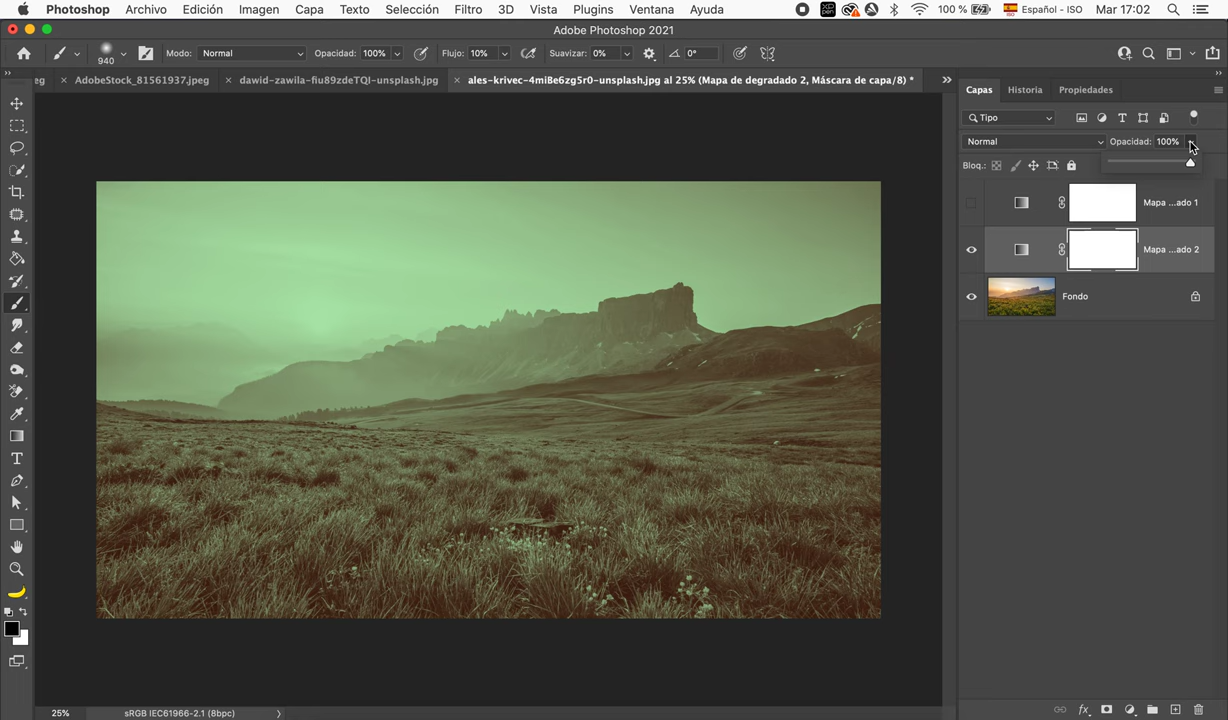 Photoshop Archivo Edición Imagen Capa Texto Selección Filtro 3D Vista Plugins Ventana Ayuda 100 % Español - ISO Mar 17:02
Adobe Photoshop 2021
940 Modo: Normal Opacidad: 100% Flujo: 10% Suavizar: 0% 0°
eg × AdobeStock_81561937.jpeg × dawid-zawila-fiu89zdeTQI-unsplash.jpg × ales-krivec-4miBe6zg5r0-unsplash.jpg al 25% (Mapa de degradado 2, Máscara de capa/8) *
Capas Historia Propiedades
Tipo
Normal Opacidad: 100%
Bloq.:
Mapa ...ado 1
Mapa ...ado 2
Fondo
25% sRGB IEC61966-2.1 (8bpc)